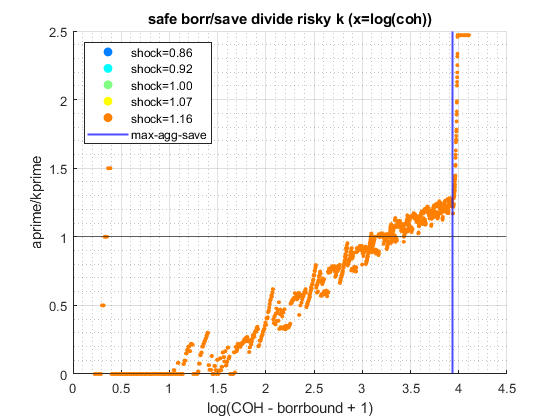 safe borr/save divide risky k (x=log(coh))
2.5
2
1.5
1
0.5
0
aprime/kprime
shock=0.86
shock=0.92
shock=1.00
shock=1.07
shock=1.16
max-agg-save
0 0.5 1 1.5 2 2.5 3 3.5 4 4.5
log(COH - borrbound + 1)